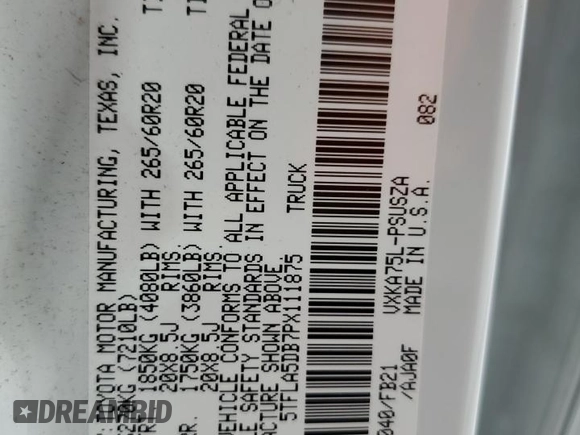 TOYOTA MOTOR MANUFACTURING, TEXAS, INC.
(7210LB)
1850KG (4080LB) WITH 265/60R20
20X8.5J RIMS.
RR. 1750KG (3860LB) WITH 265/60R20
20X8.5J RIMS.
VEHICLE CONFORMS TO ALL APPLICABLE FEDERAL
SAFETY STANDARDS IN EFFECT ON THE DATE
SHOWN ABOVE.
5TFLA5DB7PX111875 TRUCK
040/FB21 VXKA75L-PSUSZA
/AJA0F MADE IN U.S.A.
082
DREAMBID